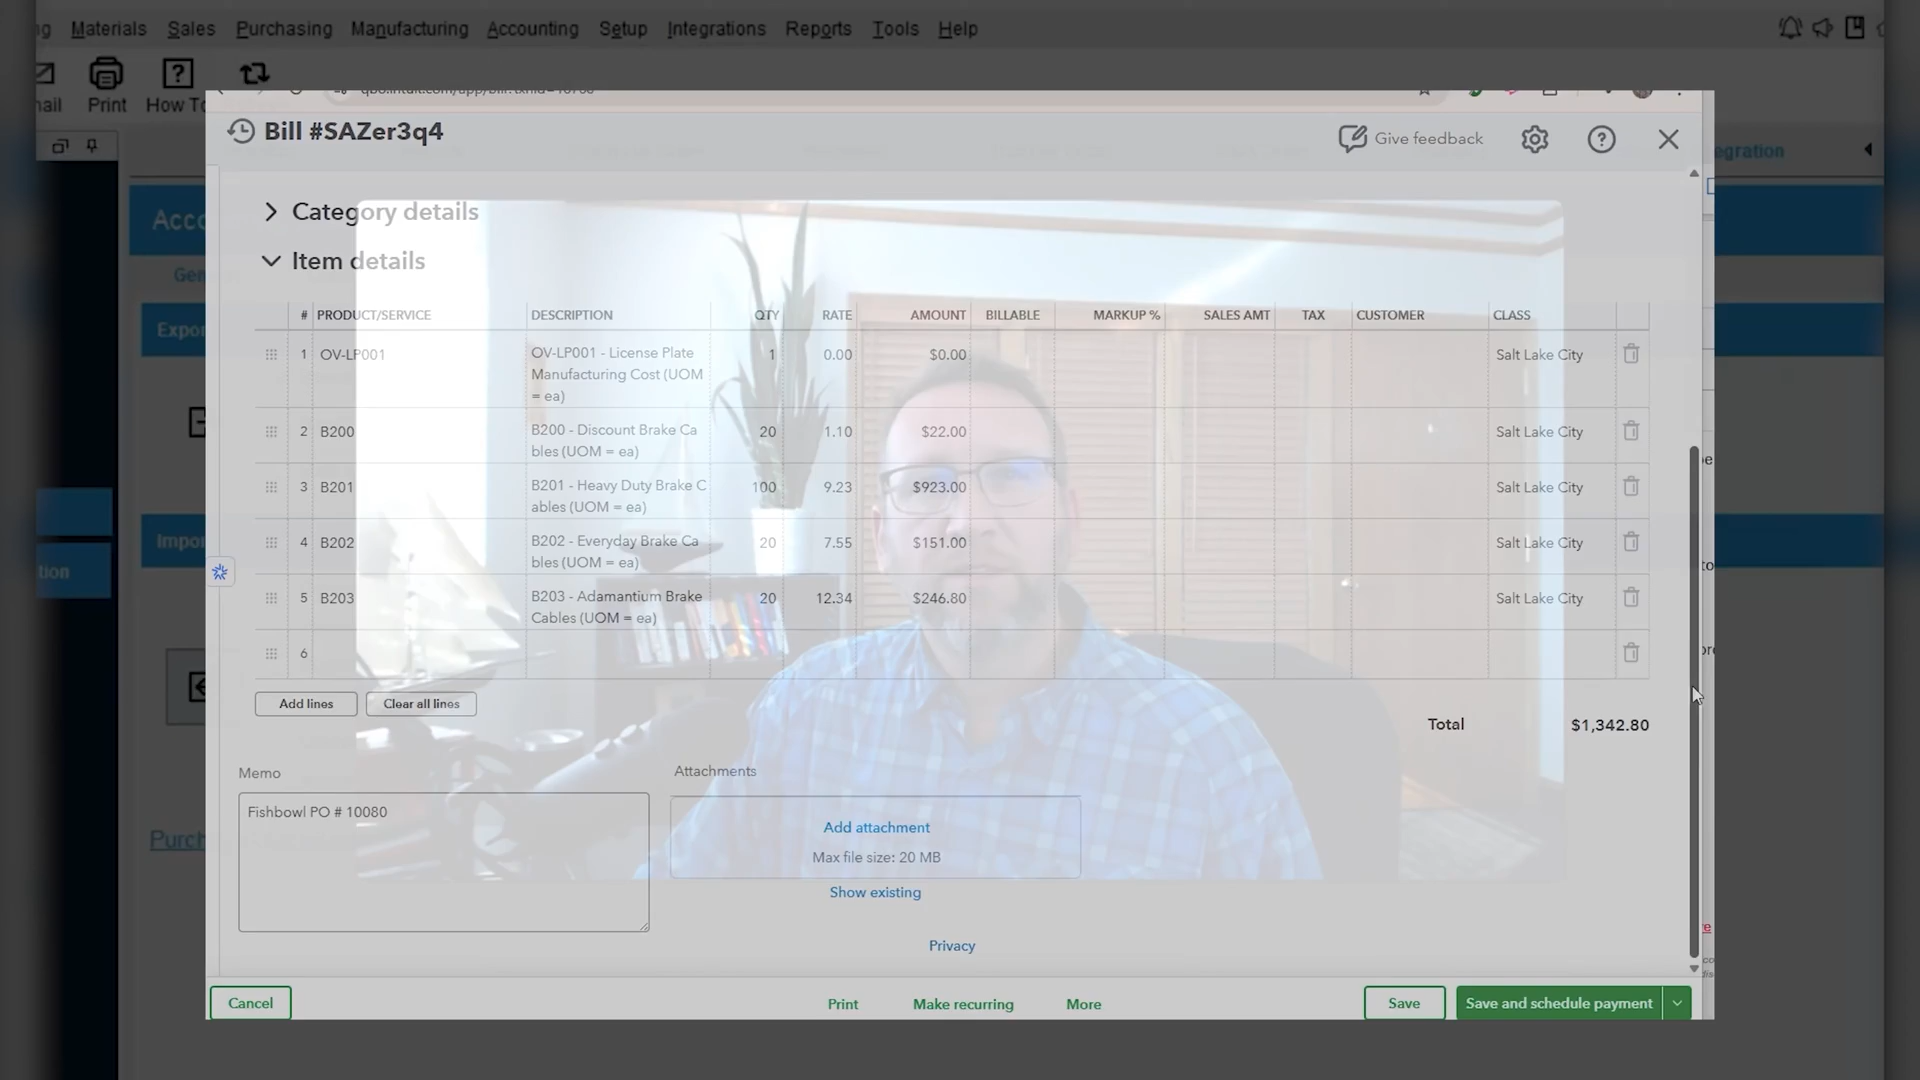 Materials Sales Purchasing Manufacturing Accounting Setup Integrations Reports Tools Help
Print How To
Bill #SAZer3q4
Give feedback
Category details
Item details
# PRODUCT/SERVICE DESCRIPTION QTY RATE AMOUNT BILLABLE MARKUP % SALES AMT TAX CUSTOMER CLASS
1 OV-LP001 OV-LP001 - License Plate 1 0.00 $0.00 Salt Lake City
Manufacturing Cost (UOM
= ea)
2 B200 B200 - Discount Brake Ca 20 1.10 $22.00 Salt Lake City
bles (UOM = ea)
3 B201 B201 - Heavy Duty Brake C 100 9.23 $923.00 Salt Lake City
ables (UOM = ea)
4 B202 B202 - Everyday Brake Ca 20 7.55 $151.00 Salt Lake City
bles (UOM = ea)
5 B203 B203 - Adamantium Brake 20 12.34 $246.80 Salt Lake City
Cables (UOM = ea)
6
Add lines Clear all lines
Total $1,342.80
Memo
Attachments
Fishbowl PO # 10080
Add attachment
Max file size: 20 MB
Show existing
Privacy
Cancel Print Make recurring More Save Save and schedule payment